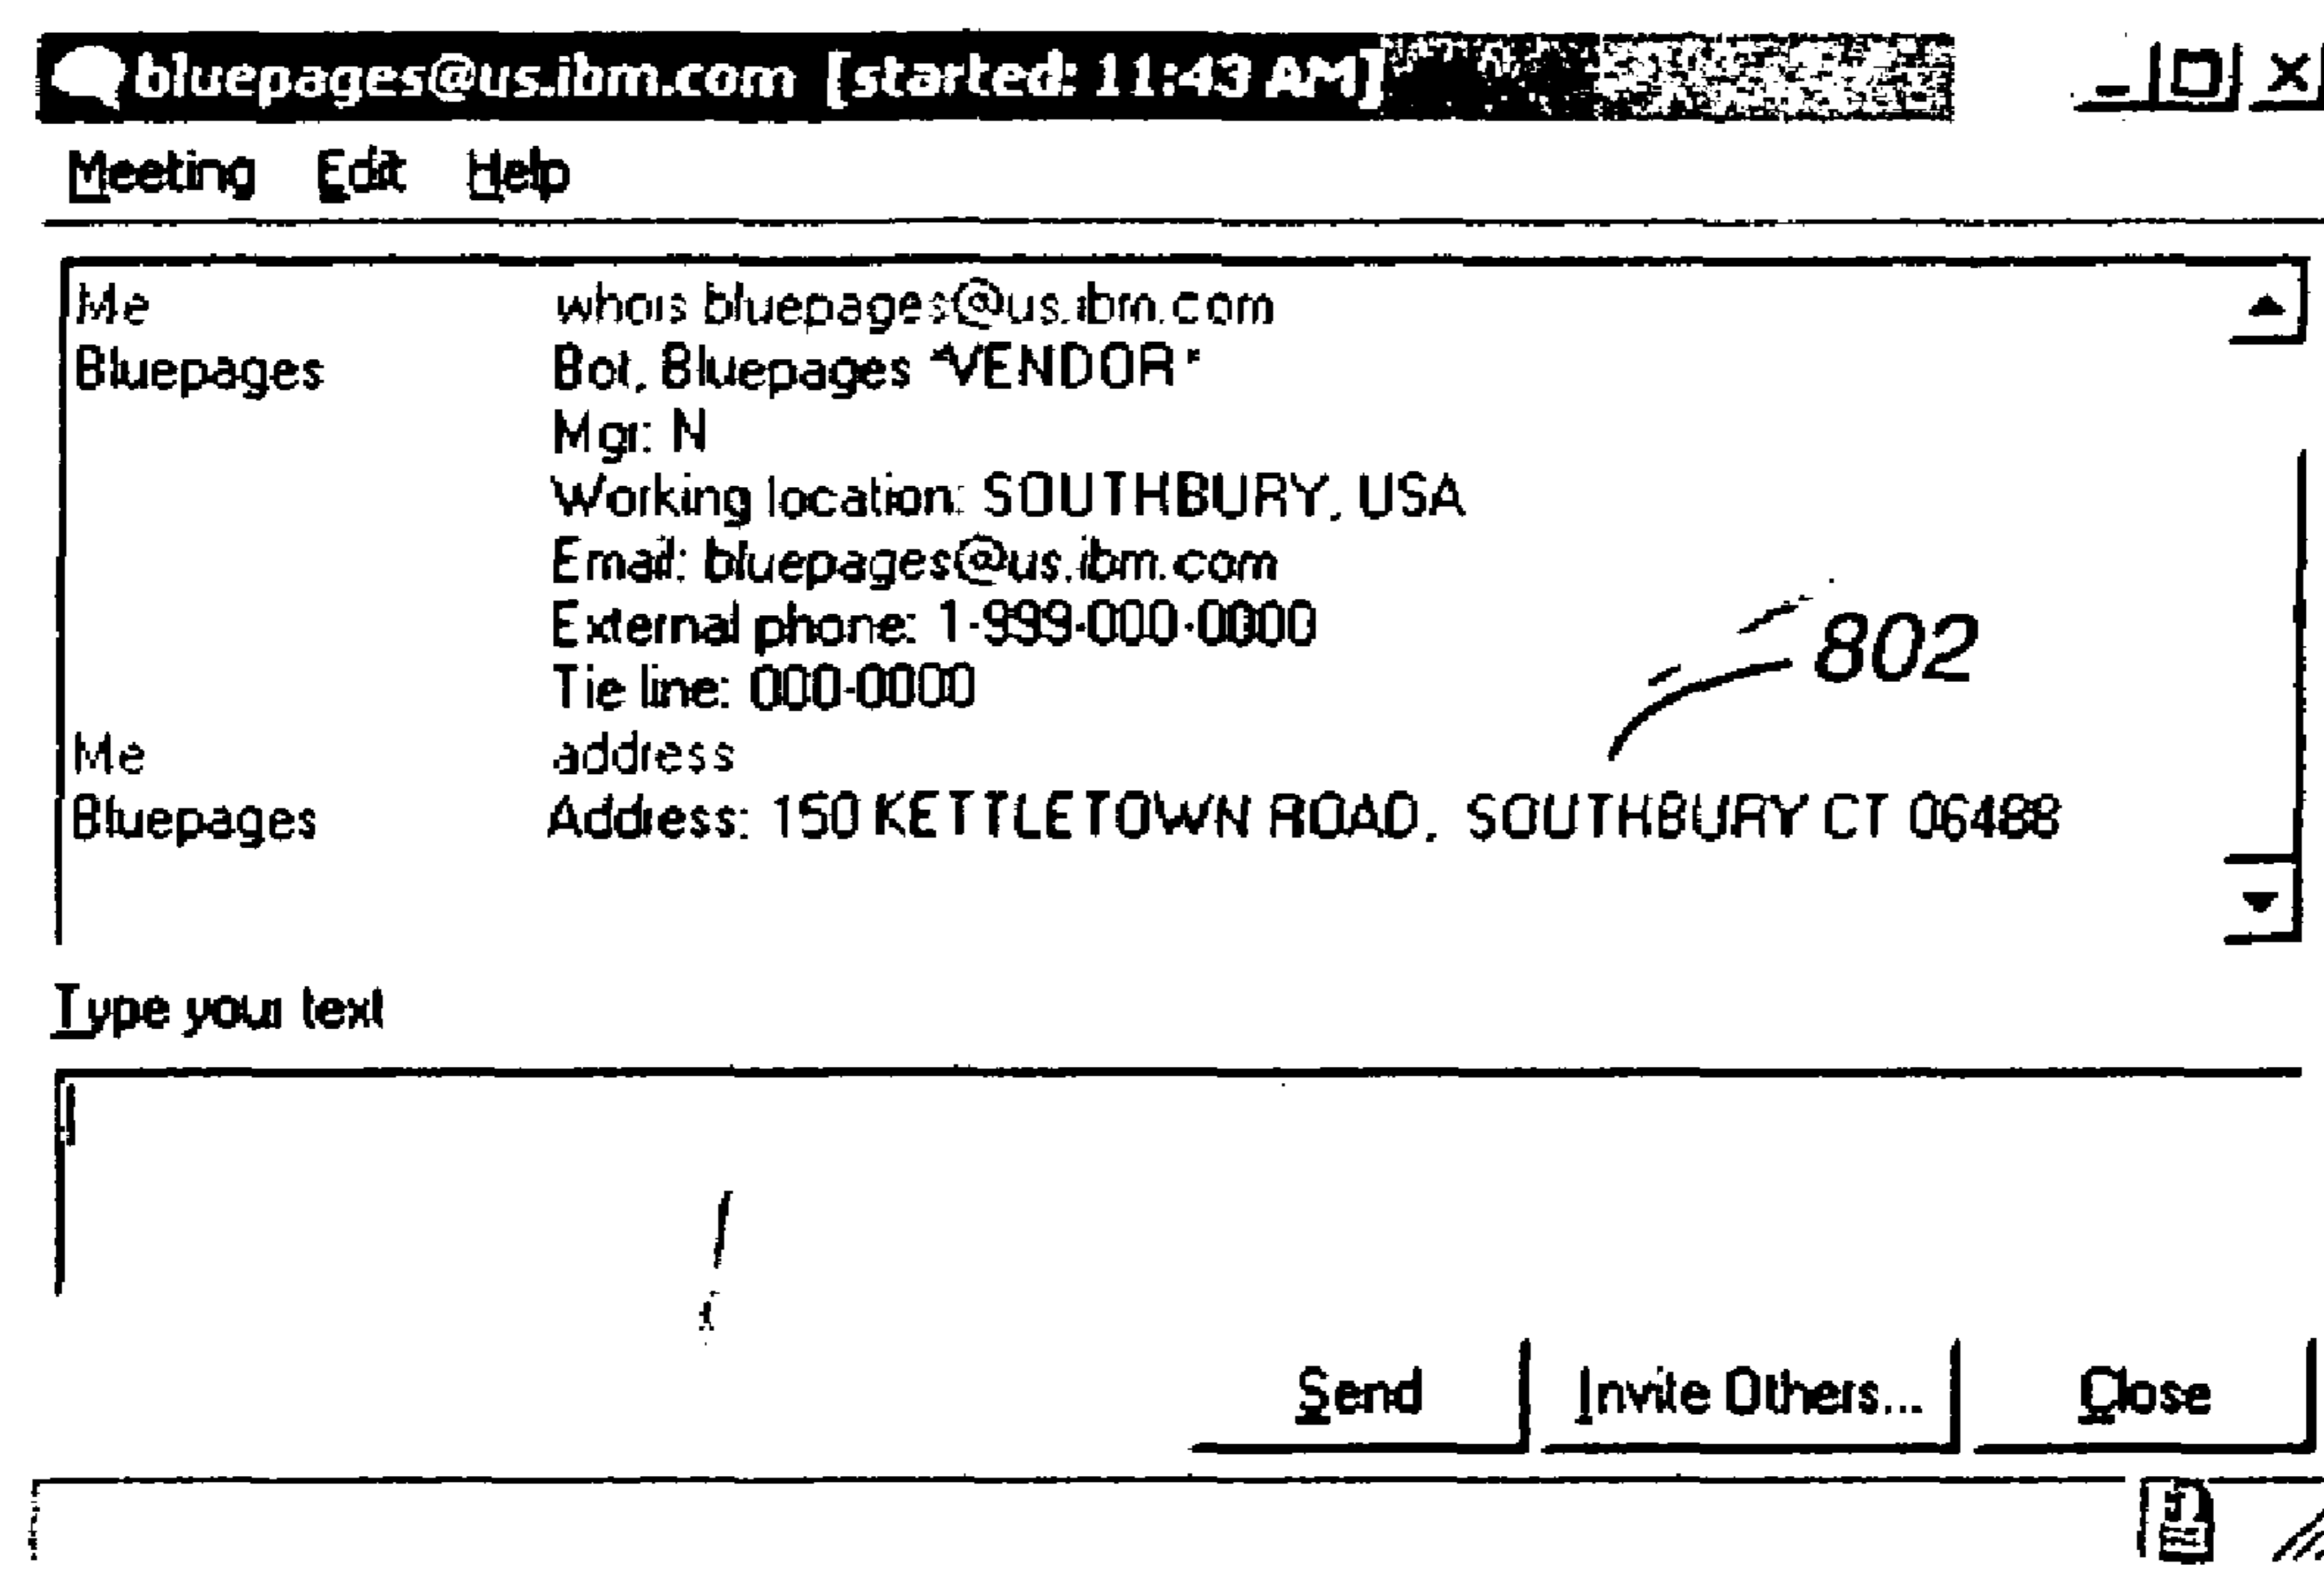 bluepages@us.ibm.com [started: 11:43 AM]
Meeting Edit Help
Me whois bluepages@us.ibm.com
Bluepages Bot, Bluepages *VENDOR*
Mgr: N
Working location: SOUTHBURY, USA
Email: bluepages@us.ibm.com
External phone: 1-999-000-0000
Tie line: 000-0000
802
Me address
Bluepages Address: 150 KETTLETOWN ROAD, SOUTHBURY CT 06488
Type your text
Send Invite Others... Close